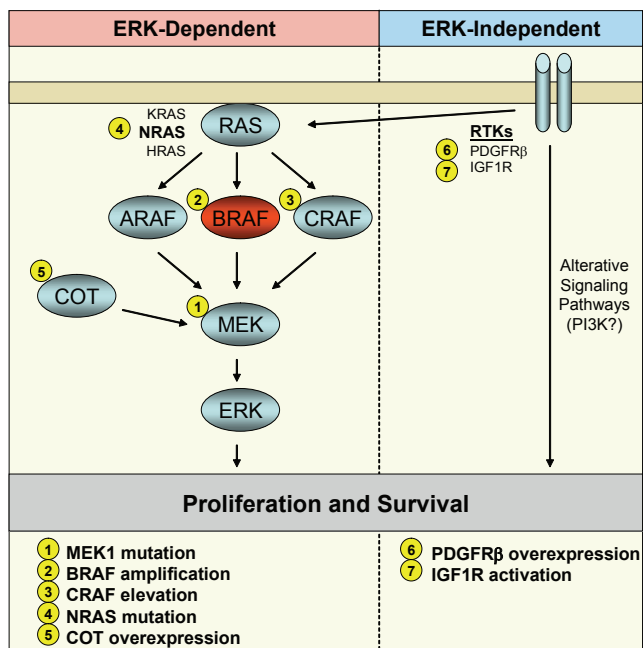 ERK-Dependent
ERK-Independent
KRAS
4 NRAS
HRAS
RAS
RTKs
6 PDGFRβ
7 IGF1R
ARAF
2 BRAF
3 CRAF
5 COT
1 MEK
ERK
Alterative
Signaling
Pathways
(PI3K?)
Proliferation and Survival
1 MEK1 mutation
2 BRAF amplification
3 CRAF elevation
4 NRAS mutation
5 COT overexpression
6 PDGFRβ overexpression
7 IGF1R activation